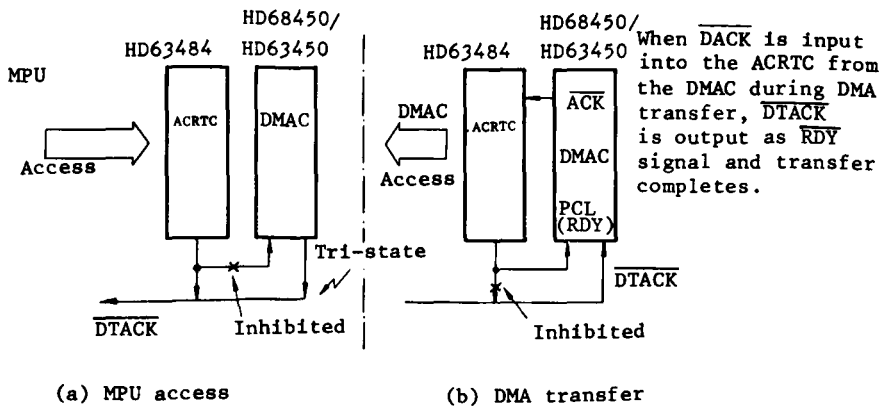 HD68450/
HD63484 HD63450
MPU
ACRTC
DMAC
Access
Tri-state
DTACK
Inhibited
(a) MPU access
HD68450/
HD63484 HD63450
DMAC
Access
ACRTC
ACK
DMAC
PCL
(RDY)
DTACK
Inhibited
(b) DMA transfer
When DACK is input
into the ACRTC from
the DMAC during DMA
transfer, DTACK
is output as RDY
signal and transfer
completes.